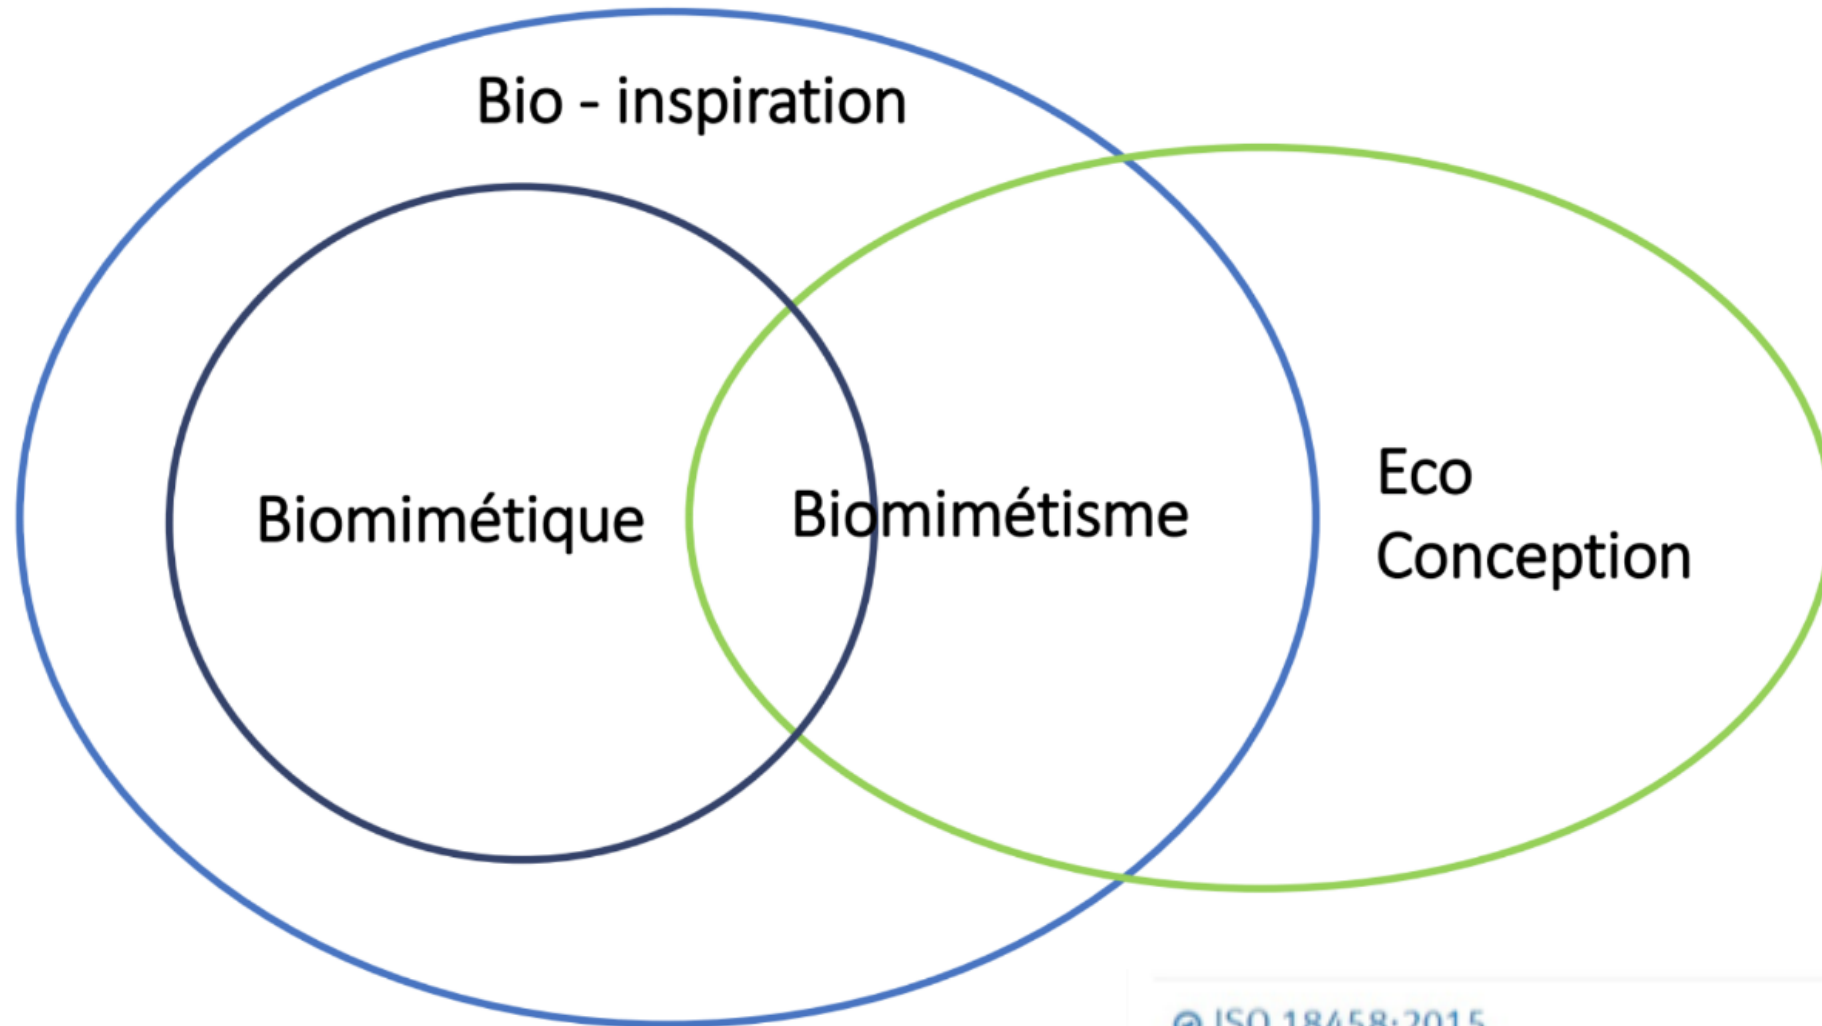 Bio - inspiration
Biomimétique
Biomimétisme
Eco
Conception
@ ISO 18458:2015